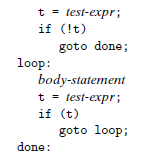 t = test-expr;
if (!t)
goto done;
loop:
body-statement
t = test-expr;
if (t)
goto loop;
done: